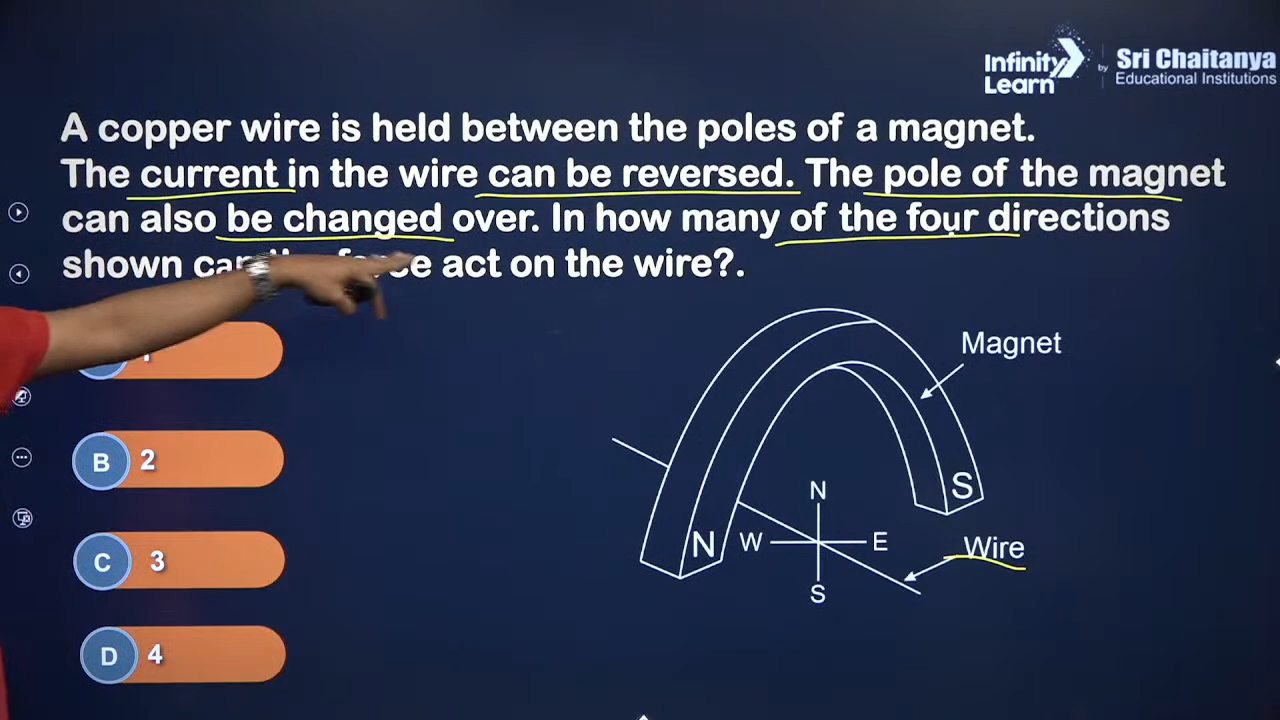 Infinity Learn by Sri Chaitanya Educational Institutions
A copper wire is held between the poles of a magnet.
The current in the wire can be reversed. The pole of the magnet
can also be changed over. In how many of the four directions
shown can act on the wire?.
1
B 2
C 3
D 4
Magnet
N
S
N
W E
S
Wire